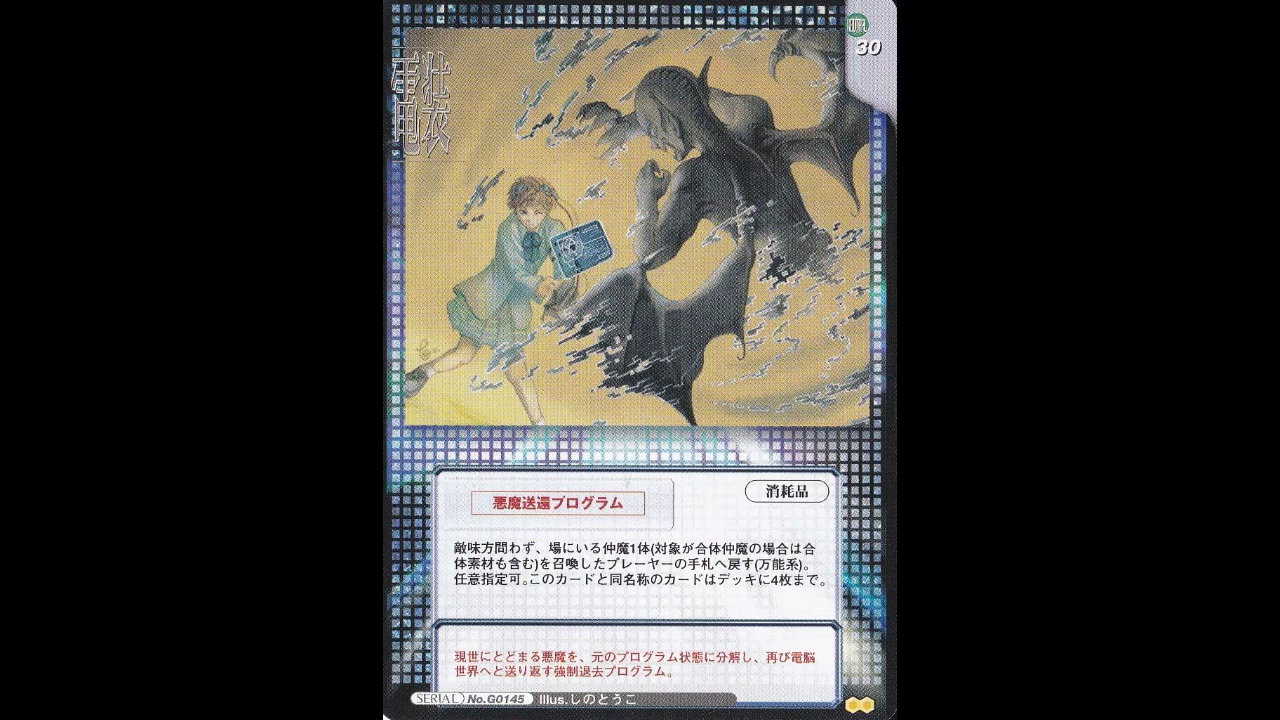 NEUTRAL
30
電壮
竜衣
悪魔送還プログラム
消耗品
敵味方問わず、場にいる仲魔1体(対象が合体仲魔の場合は合
体素材も含む)を召喚したプレーヤーの手札へ戻す(万能系)。
任意指定可。このカードと同名称のカードはデッキに4枚まで。
現世にとどまる悪魔を、元のプログラム状態に分解し、再び電脳
世界へと送り返す強制退去プログラム。
SERIAL No.G0145 Illus.しのとうこ